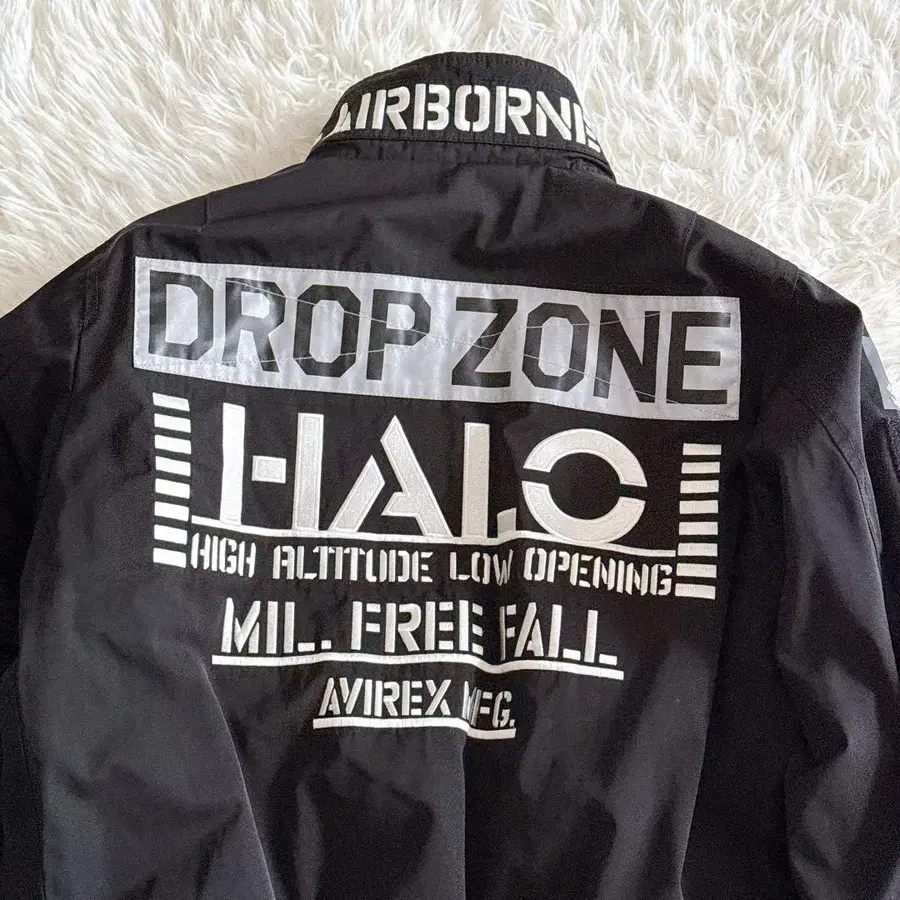 AIRBORNE
DROP ZONE
HALO
HIGH ALTITUDE LOW OPENING
MIL. FREE FALL
AVIREX MFG.